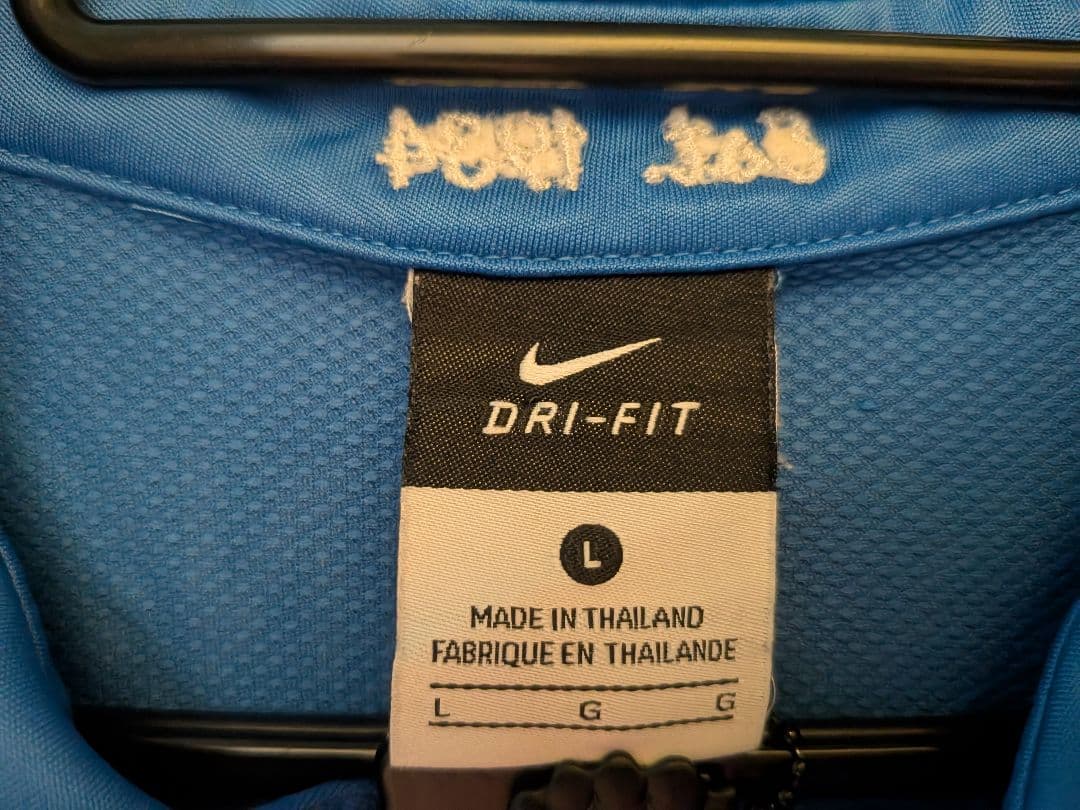 DRI-FIT
L
MADE IN THAILAND
FABRIQUE EN THAILANDE
L G G